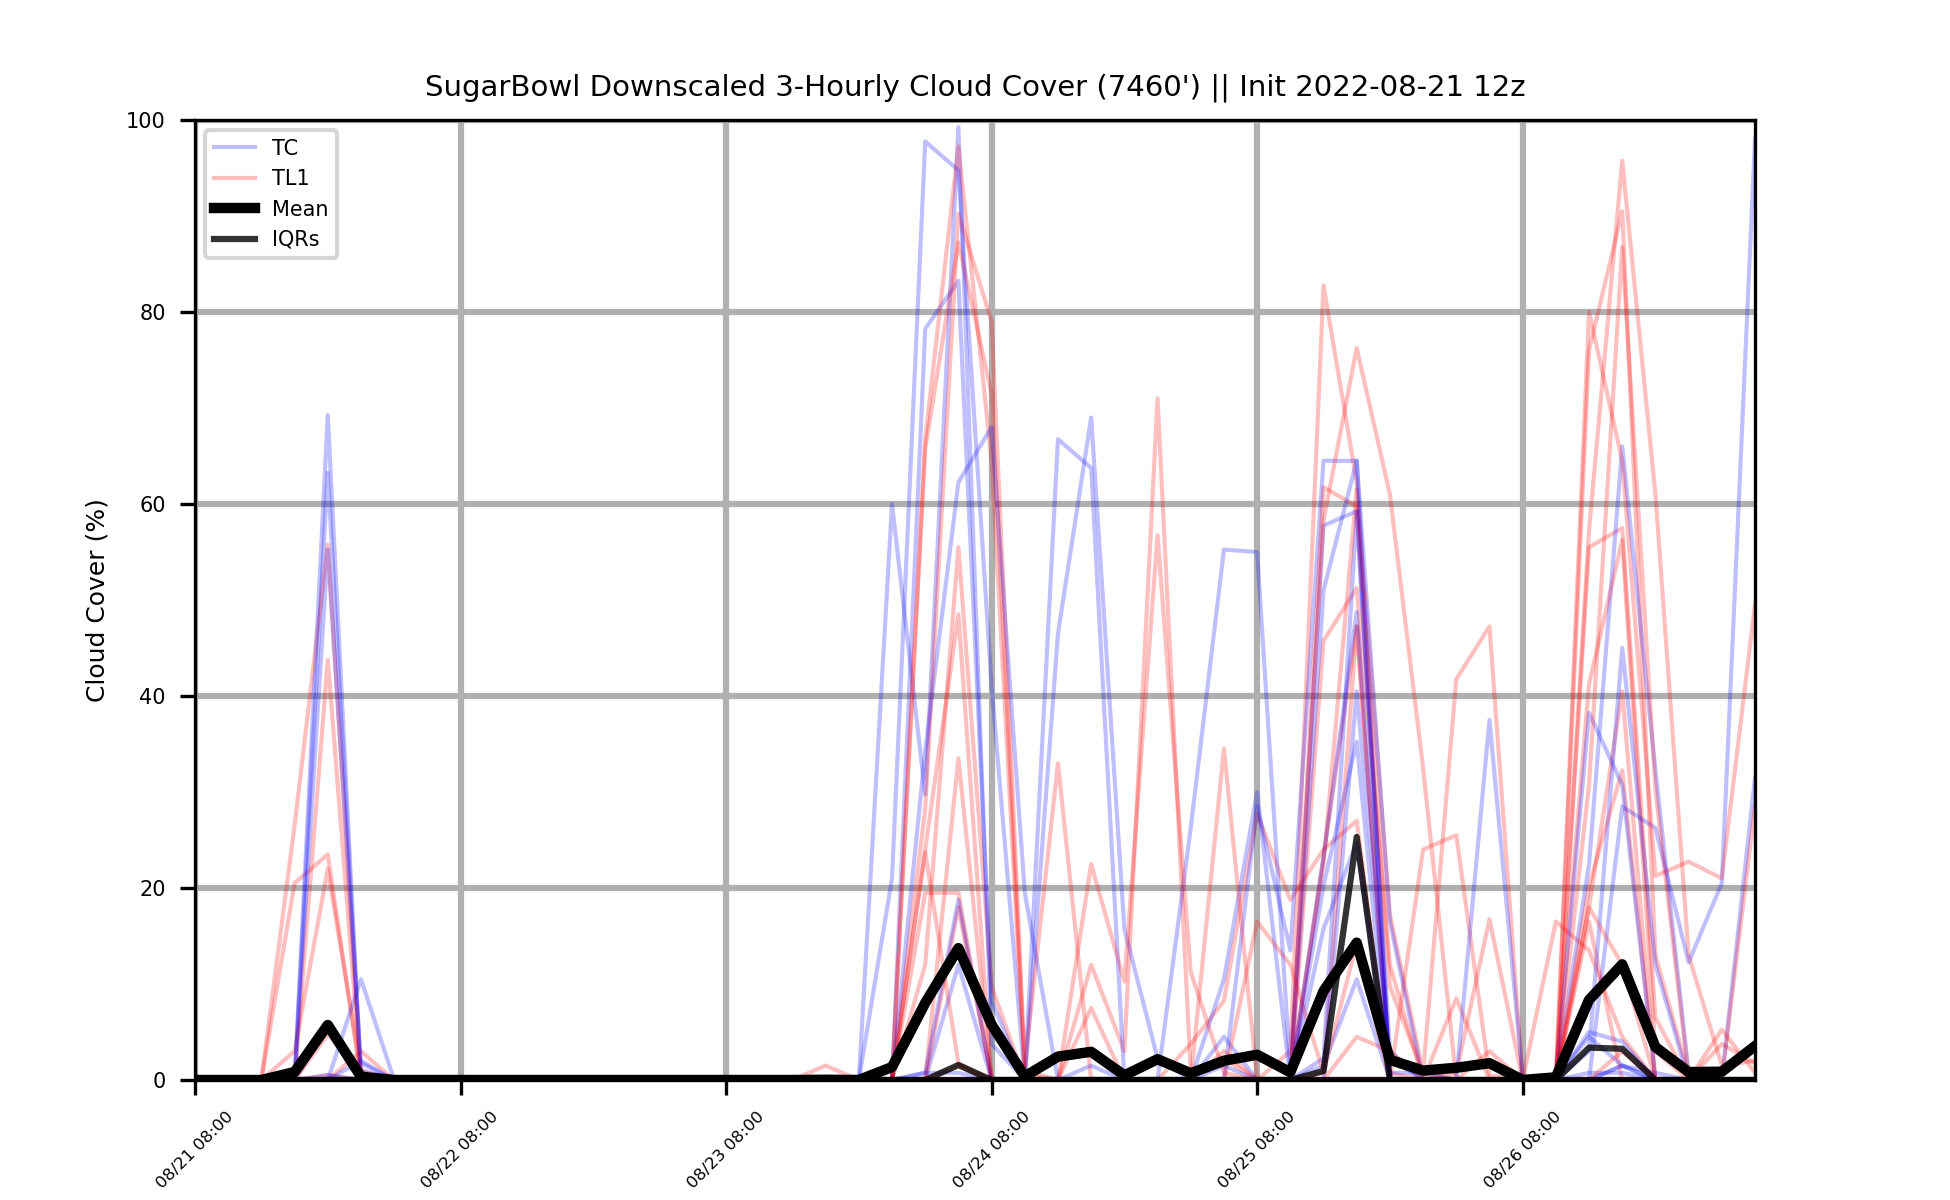 SugarBowl Downscaled 3-Hourly Cloud Cover (7460') || Init 2022-08-21 12z
100
80
60
40
20
0
Cloud Cover (%)
TC
TL1
Mean
IQRs
08/21 08:00
08/22 08:00
08/23 08:00
08/24 08:00
08/25 08:00
08/26 08:00